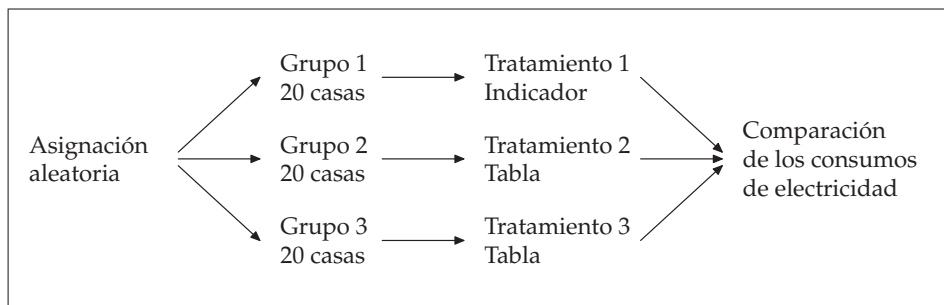 Asignación
aleatoria
Grupo 1
20 casas
Tratamiento 1
Indicador
Grupo 2
20 casas
Tratamiento 2
Tabla
Grupo 3
20 casas
Tratamiento 3
Tabla
Comparación
de los consumos
de electricidad